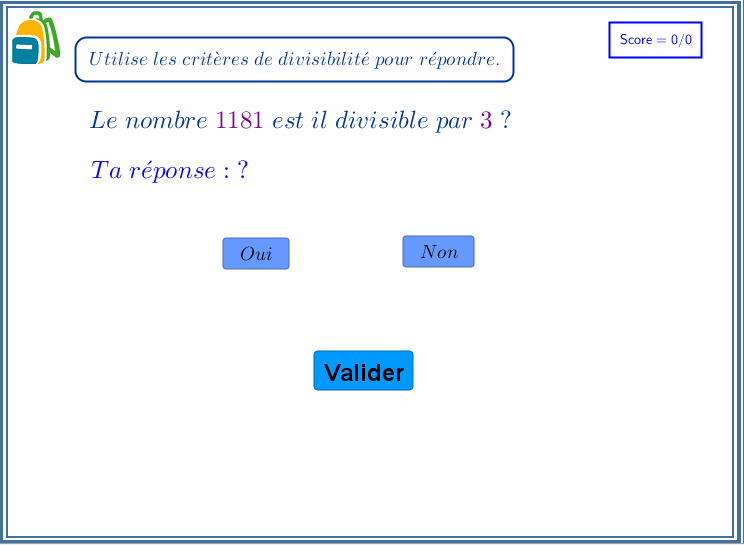 Score = 0/0
Utilise les critères de divisibilité pour répondre.
Le nombre 1181 est il divisible par 3 ?
Ta réponse : ?
Oui
Non
Valider